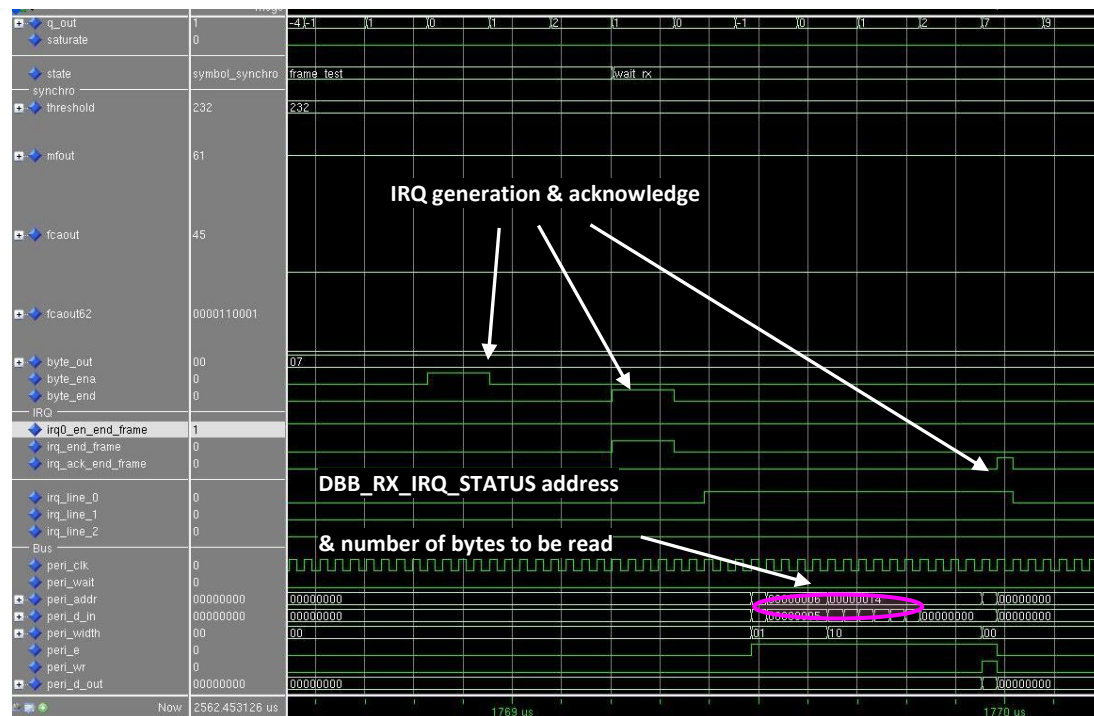 q_out 1 -4 -1 1 0 1 2 1 0 -1 0 1 2 7 9
saturate 0
state symbol_synchro frame_test wait_rx
synchro
threshold 232 232
mfout 61
IRQ generation & acknowledge
fcaout 45
fcaout62 0000110001
byte_out 00 07
byte_ena 0
byte_end 0
IRQ
irq0_en_end_frame 1
irq_end_frame 0
irq_ack_end_frame 0
DBB_RX_IRQ_STATUS address
irq_line_0 0
irq_line_1 0
irq_line_2 0
& number of bytes to be read
Bus
peri_clk 0
peri_wait 0
peri_addr 00000000 00000000 00000006 00000014 00000000
peri_d_in 00000000 00000000 00000005 00000000 00000000
peri_width 00 00 01 10 00
peri_e 0
peri_wr 0
peri_d_out 00000000 00000000 00000000
Now 2562.453126 us 1769 us 1770 us